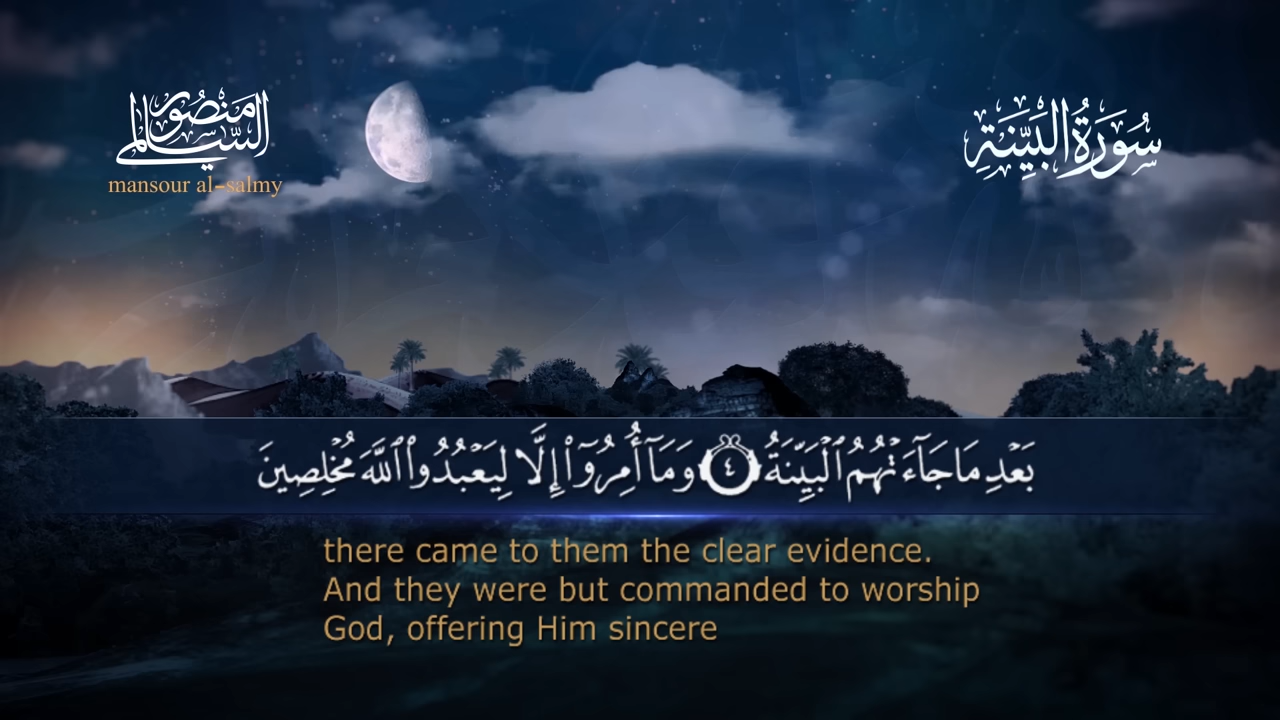 منصور السالمي
mansour al-salmy
سُورَةُ البَيِّنَةِ
بَعْدِ مَا جَآءَتْهُمُ ٱلْبَيِّنَةُ ٤ وَمَآ أُمِرُوٓا۟ إِلَّا لِيَعْبُدُوا۟ ٱللَّهَ مُخْلِصِينَ
there came to them the clear evidence.
And they were but commanded to worship
God, offering Him sincere